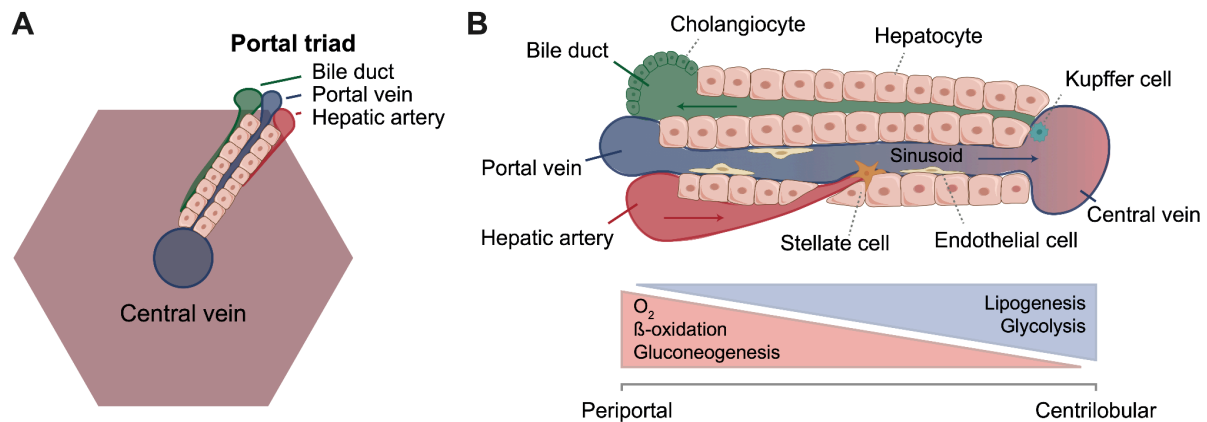 A
Portal triad
Bile duct
Portal vein
Hepatic artery
Central vein
B
Cholangiocyte
Hepatocyte
Bile duct
Kupffer cell
Portal vein
Sinusoid
Hepatic artery
Stellate cell
Endothelial cell
Central vein
O₂
ß-oxidation
Gluconeogenesis
Lipogenesis
Glycolysis
Periportal
Centrilobular